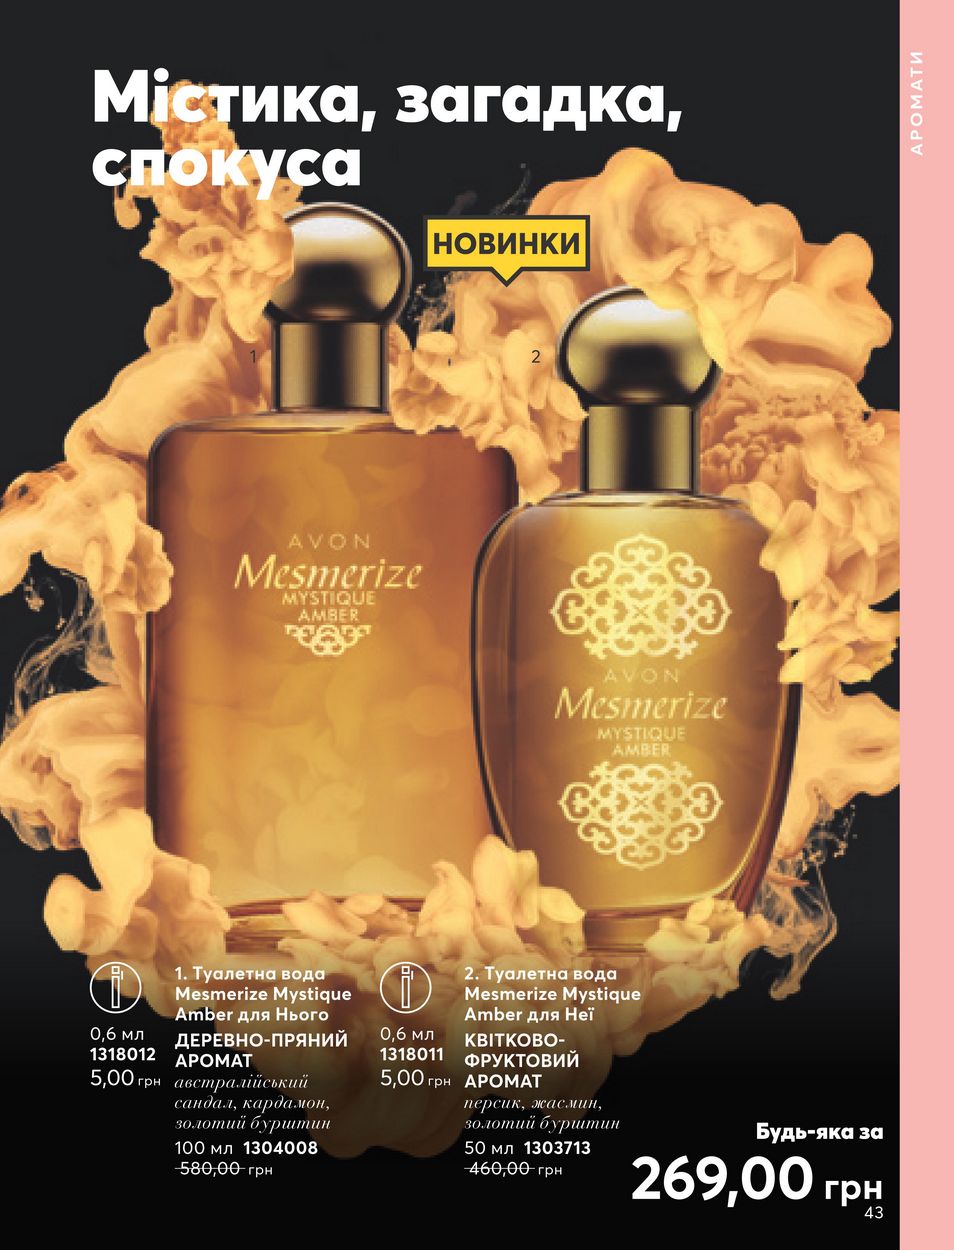 АРОМАТИ
Містика, загадка,
спокуса
НОВИНКИ
1
2
AVON
Mesmerize
MYSTIQUE
AMBER
AVON
Mesmerize
MYSTIQUE
AMBER
0,6 мл
1318012
5,00 грн
1. Туалетна вода
Mesmerize Mystique
Amber для Нього
ДЕРЕВНО-ПРЯНИЙ
АРОМАТ
австралійський
сандал, кардамон,
золотий бурштин
100 мл 1304008
580,00 грн
0,6 мл
1318011
5,00 грн
2. Туалетна вода
Mesmerize Mystique
Amber для Неї
КВІТКОВО-
ФРУКТОВИЙ
АРОМАТ
персик, жасмин,
золотий бурштин
50 мл 1303713
460,00 грн
Будь-яка за
269,00 грн
43